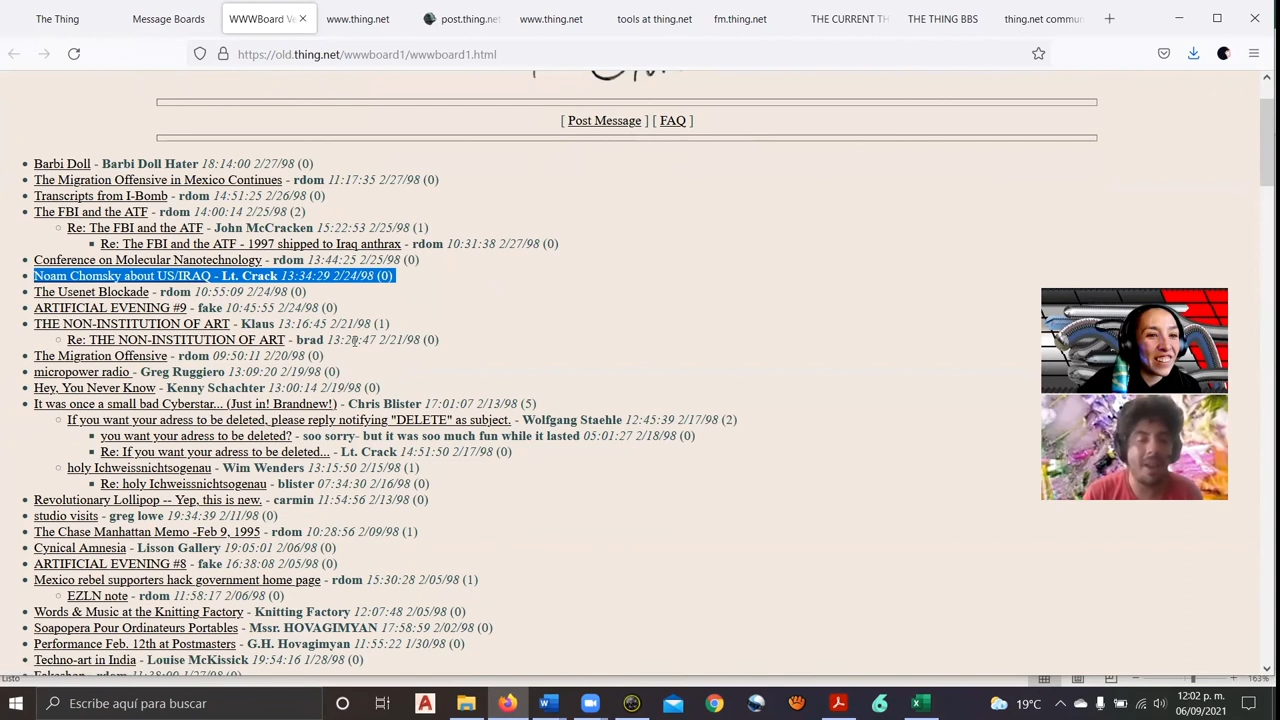 The Thing
Message Boards
WWWBoard Ve
www.thing.net
post.thing.net
www.thing.net
tools at thing.net
fm.thing.net
THE CURRENT TH
THE THING BBS
thing.net commun
https://old.thing.net/wwwboard1/wwwboard1.html
[ Post Message ] [ FAQ ]
Barbi Doll - Barbi Doll Hater 18:14:00 2/27/98 (0)
The Migration Offensive in Mexico Continues - rdom 11:17:35 2/27/98 (0)
Transcripts from I-Bomb - rdom 14:51:25 2/26/98 (0)
The FBI and the ATF - rdom 14:00:14 2/25/98 (2)
Re: The FBI and the ATF - John McCracken 15:22:53 2/25/98 (1)
Re: The FBI and the ATF - 1997 shipped to Iraq anthrax - rdom 10:31:38 2/27/98 (0)
Conference on Molecular Nanotechnology - rdom 13:44:25 2/25/98 (0)
Noam Chomsky about US/IRAQ - Lt. Crack 13:34:29 2/24/98 (0)
The Usenet Blockade - rdom 10:55:09 2/24/98 (0)
ARTIFICIAL EVENING #9 - fake 10:45:55 2/24/98 (0)
THE NON-INSTITUTION OF ART - Klaus 13:16:45 2/21/98 (1)
Re: THE NON-INSTITUTION OF ART - brad 13:20:47 2/21/98 (0)
The Migration Offensive - rdom 09:50:11 2/20/98 (0)
micropower radio - Greg Ruggiero 13:09:20 2/19/98 (0)
Hey, You Never Know - Kenny Schachter 13:00:14 2/19/98 (0)
It was once a small bad Cyberstar... (Just in! Brandnew!) - Chris Blister 17:01:07 2/13/98 (5)
If you want your adress to be deleted, please reply notifying "DELETE" as subject. - Wolfgang Staehle 12:45:39 2/17/98 (2)
you want your adress to be deleted? - soo sorry- but it was soo much fun while it lasted 05:01:27 2/18/98 (0)
Re: If you want your adress to be deleted... - Lt. Crack 14:51:50 2/17/98 (0)
holy Ichweissnichtsogenau - Wim Wenders 13:15:50 2/15/98 (1)
Re: holy Ichweissnichtsogenau - blister 07:34:30 2/16/98 (0)
Revolutionary Lollipop -- Yep, this is new. - carmin 11:54:56 2/13/98 (0)
studio visits - greg lowe 19:34:39 2/11/98 (0)
The Chase Manhattan Memo -Feb 9, 1995 - rdom 10:28:56 2/09/98 (1)
Cynical Amnesia - Lisson Gallery 19:05:01 2/06/98 (0)
ARTIFICIAL EVENING #8 - fake 16:38:08 2/05/98 (0)
Mexico rebel supporters hack government home page - rdom 15:30:28 2/05/98 (1)
EZLN note - rdom 11:58:17 2/06/98 (0)
Words & Music at the Knitting Factory - Knitting Factory 12:07:48 2/05/98 (0)
Soapopera Pour Ordinateurs Portables - Mssr. HOVAGIMYAN 17:58:59 2/02/98 (0)
Performance Feb. 12th at Postmasters - G.H. Hovagimyan 11:55:22 1/30/98 (0)
Techno-art in India - Louise McKissick 19:54:16 1/28/98 (0)
Fakeshop - rdom 11:38:00 1/27/98 (0)
Listo
163%
Escribe aquí para buscar
19°C
12:02 p. m.
06/09/2021